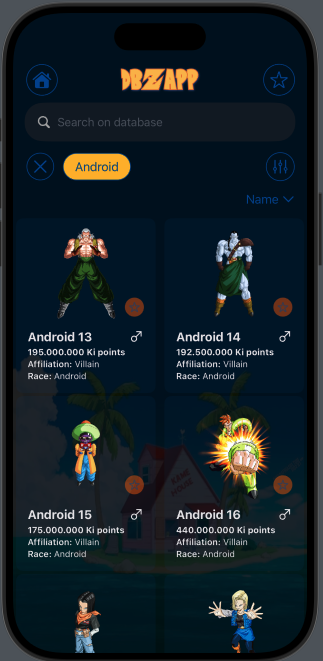 DBZAPP
Search on database
Android
Name
Android 13
195.000.000 Ki points
Affiliation: Villain
Race: Android
Android 14
192.500.000 Ki points
Affiliation: Villain
Race: Android
Android 15
175.000.000 Ki points
Affiliation: Villain
Race: Android
Android 16
440.000.000 Ki points
Affiliation: Villain
Race: Android